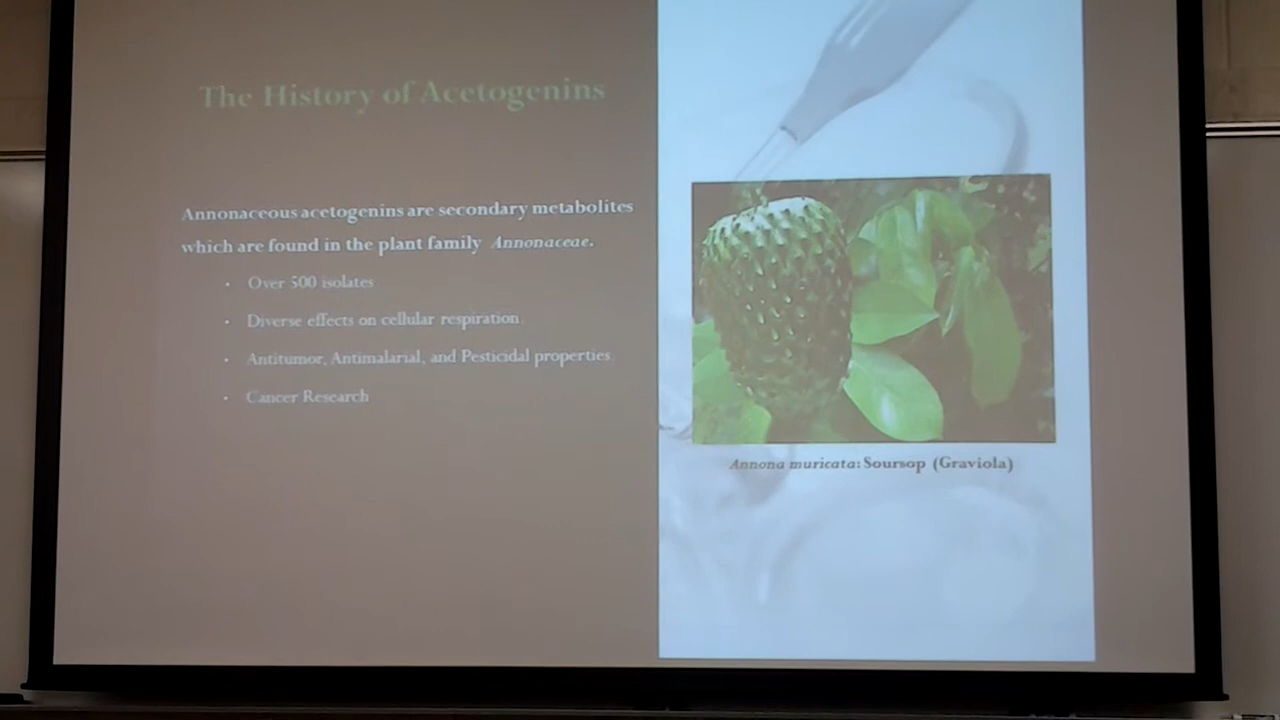 The History of Acetogenins
Annonaceous acetogenins are secondary metabolites
which are found in the plant family Annonaceae.
• Over 500 isolates
• Diverse effects on cellular respiration.
• Antitumor, Antimalarial, and Pesticidal properties.
• Cancer Research
Annona muricata: Soursop (Graviola)